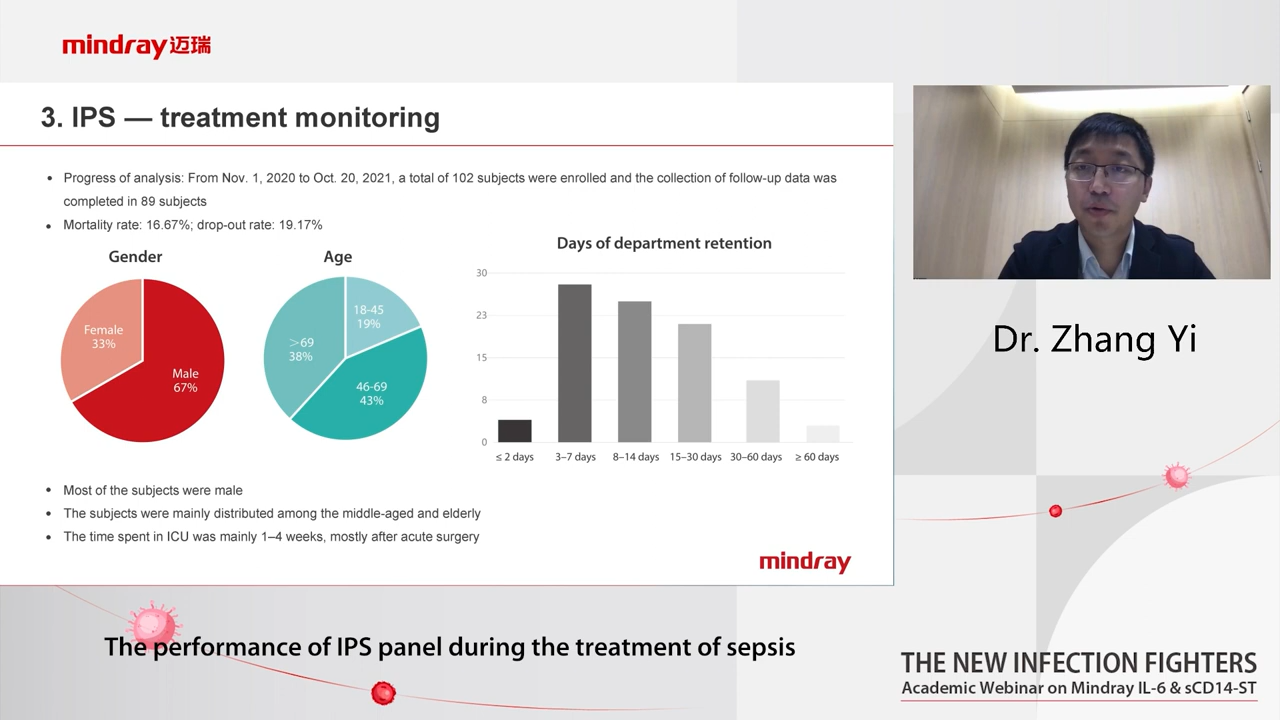 mindray迈瑞
3. IPS — treatment monitoring
• Progress of analysis: From Nov. 1, 2020 to Oct. 20, 2021, a total of 102 subjects were enrolled and the collection of follow-up data was
completed in 89 subjects
• Mortality rate: 16.67%; drop-out rate: 19.17%
Gender
Female
33%
Male
67%
Age
18-45
19%
>69
38%
46-69
43%
Days of department retention
30
23
15
8
0
≤ 2 days
3–7 days
8–14 days
15–30 days
30–60 days
≥ 60 days
• Most of the subjects were male
• The subjects were mainly distributed among the middle-aged and elderly
• The time spent in ICU was mainly 1–4 weeks, mostly after acute surgery
mindray
Dr. Zhang Yi
The performance of IPS panel during the treatment of sepsis
THE NEW INFECTION FIGHTERS
Academic Webinar on Mindray IL-6 & sCD14-ST